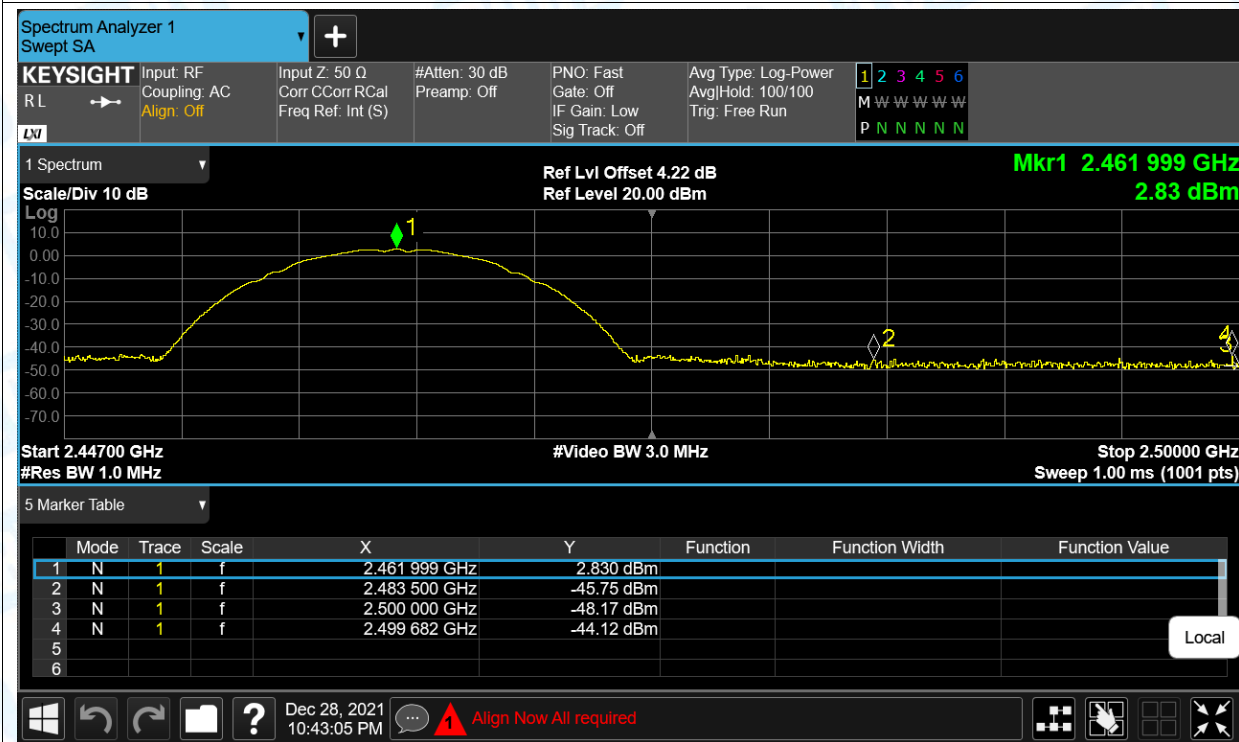 Spectrum Analyzer 1
Swept SA
KEYSIGHT
R L
LXI
Input: RF
Coupling: AC
Align: Off
Input Z: 50 Ω
Corr CCorr RCal
Freq Ref: Int (S)
#Atten: 30 dB
Preamp: Off
PNO: Fast
Gate: Off
IF Gain: Low
Sig Track: Off
Avg Type: Log-Power
Avg|Hold: 100/100
Trig: Free Run
1 2 3 4 5 6
M W W W W W
P N N N N N
1 Spectrum
Scale/Div 10 dB
Ref Lvl Offset 4.22 dB
Ref Level 20.00 dBm
Mkr1 2.461 999 GHz
2.83 dBm
Log
10.0
0.00
-10.0
-20.0
-30.0
-40.0
-50.0
-60.0
-70.0
1
2
4
3
Start 2.44700 GHz
#Video BW 3.0 MHz
Stop 2.50000 GHz
#Res BW 1.0 MHz
Sweep 1.00 ms (1001 pts)
5 Marker Table
Mode Trace Scale X Y Function Function Width Function Value
1 N 1 f 2.461 999 GHz 2.830 dBm
2 N 1 f 2.483 500 GHz -45.75 dBm
3 N 1 f 2.500 000 GHz -48.17 dBm
4 N 1 f 2.499 682 GHz -44.12 dBm
5
6
Local
?
Dec 28, 2021
10:43:05 PM
1
Align Now All required